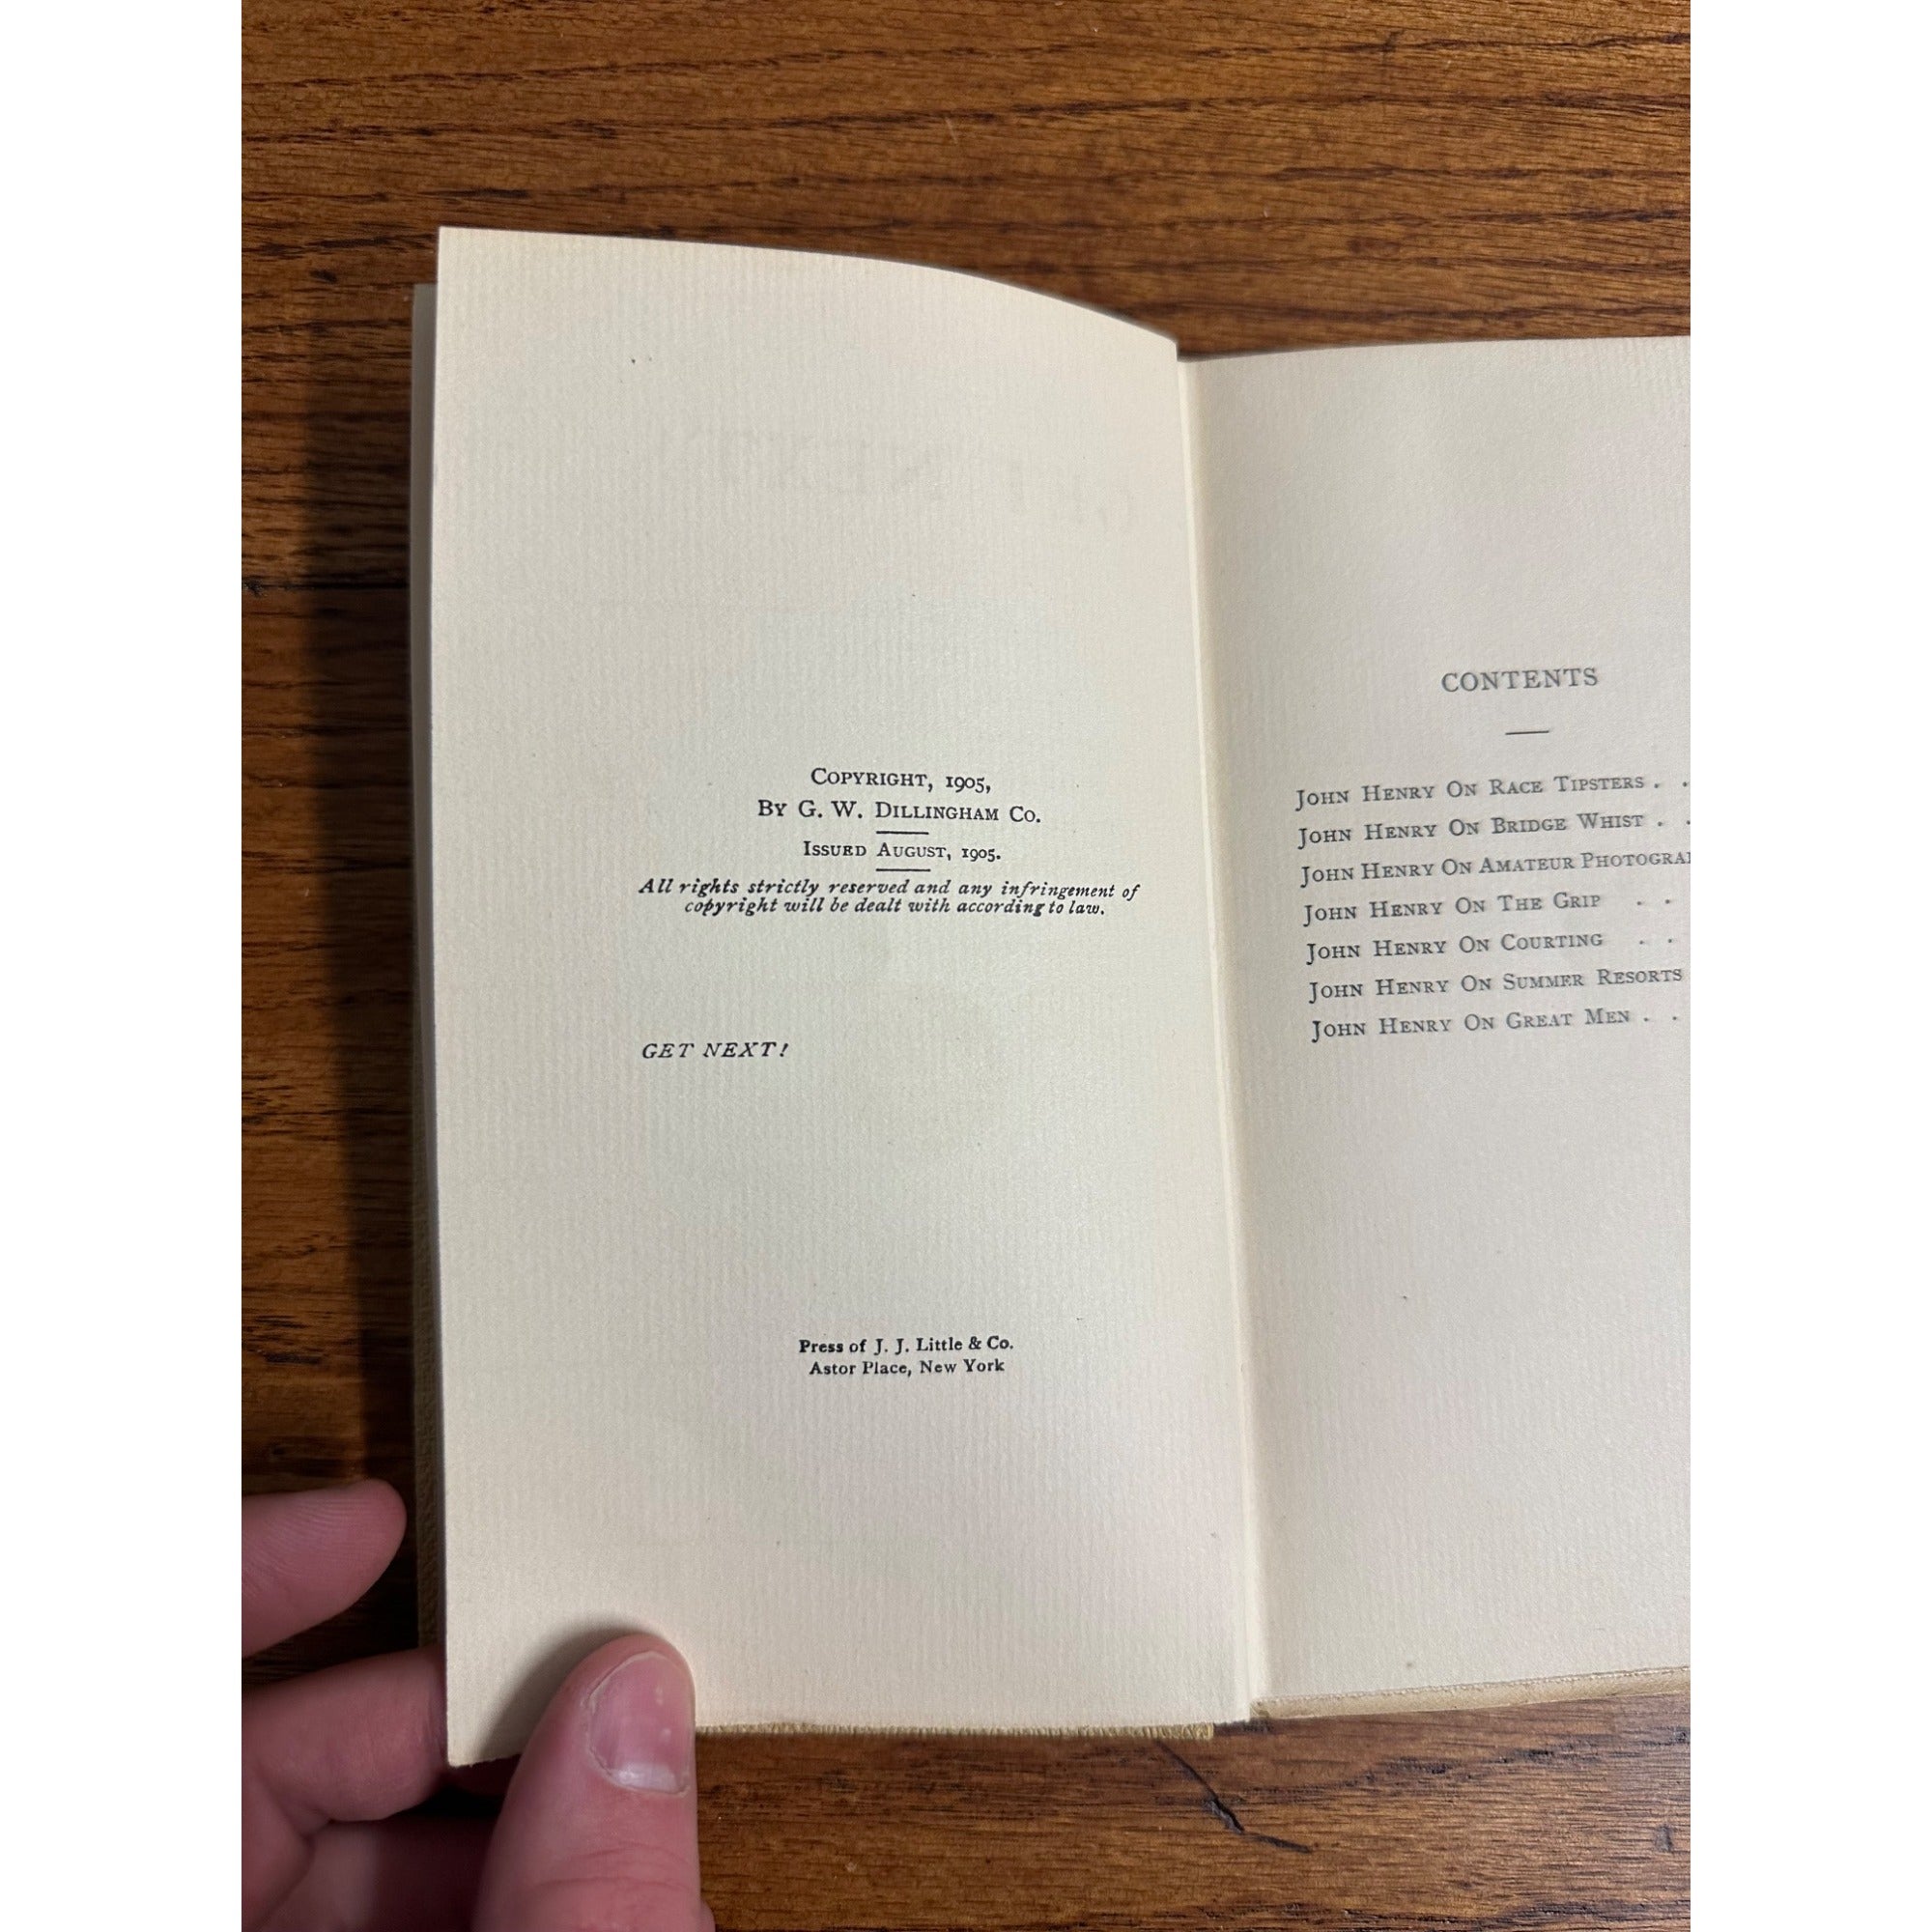 COPYRIGHT, 1905,
BY G. W. DILLINGHAM CO.
ISSUED AUGUST, 1905.
All rights strictly reserved and any infringement of
copyright will be dealt with according to law.
GET NEXT!
Press of J. J. Little & Co.
Astor Place, New York
CONTENTS
JOHN HENRY ON RACE TIPSTERS . .
JOHN HENRY ON BRIDGE WHIST . .
JOHN HENRY ON AMATEUR
JOHN HENRY ON THE GRIP . .
JOHN HENRY ON COURTING . .
JOHN HENRY ON SUMMER RESORTS
JOHN HENRY ON GREAT MEN . .